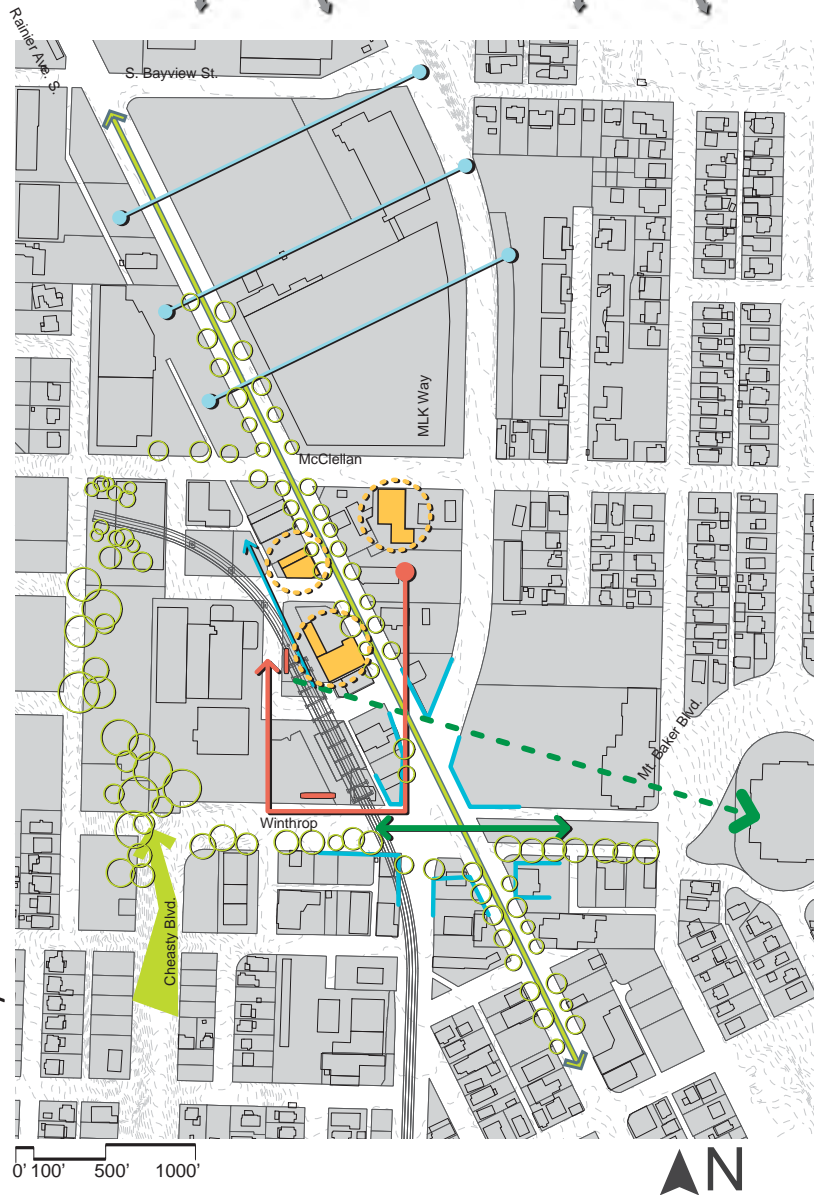 Rainier Ave. S.
S. Bayview St.
MLK Way
McClellan
Mt. Baker Blvd.
Winthrop
Cheasty Blvd.
0' 100' 500' 1000'
N